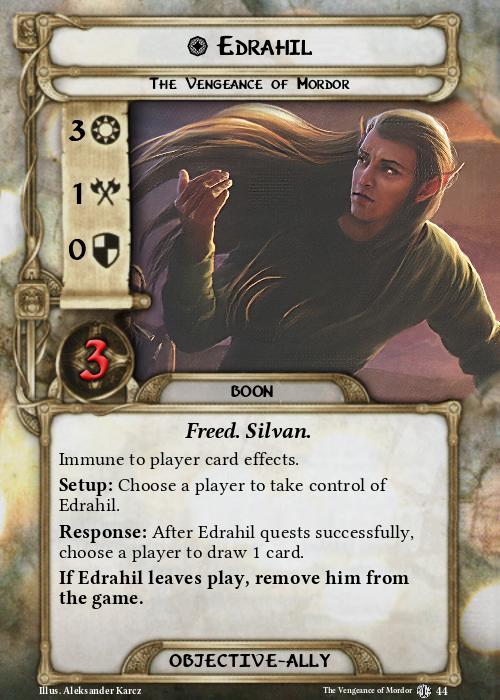 Edrahil
The Vengeance of Mordor
3
1
0
3
BOON
Freed. Silvan.
Immune to player card effects.
Setup: Choose a player to take control of
Edrahil.
Response: After Edrahil quests successfully,
choose a player to draw 1 card.
If Edrahil leaves play, remove him from
the game.
OBJECTIVE-ALLY
Illus. Aleksander Karcz The Vengeance of Mordor 44